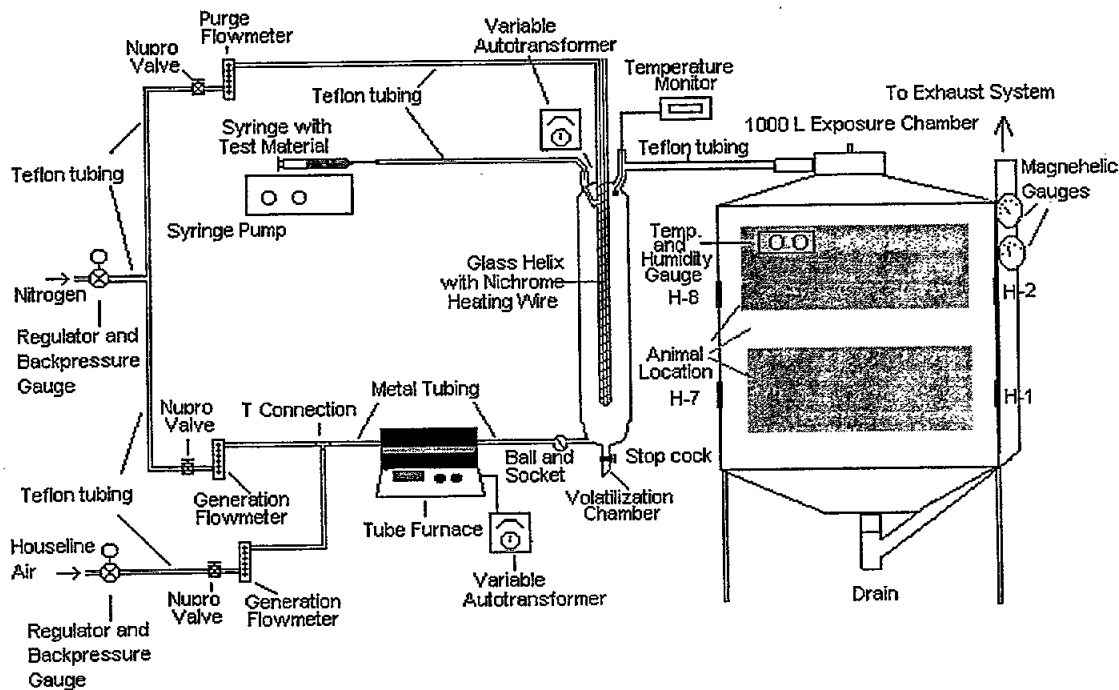 Purge
Flowmeter
Nupro
Valve
Variable
Autotransformer
Temperature
Monitor
To Exhaust System
1000 L Exposure Chamber
Teflon tubing
Syringe with
Test Material
Teflon tubing
Magnehelic
Gauges
Teflon tubing
Syringe Pump
Temp.
and
Humidity
Gauge
Glass Helix
with Nichrome
Heating Wire
H-8
H-2
Nitrogen
Regulator and
Backpressure
Gauge
Animal
Location
Metal Tubing
H-7
H-1
T Connection
Nupro
Valve
Ball and
Socket
Stop cock
Teflon tubing
Generation
Flowmeter
Volatilization
Chamber
Tube Furnace
Houseline
Air
Variable
Autotransformer
Drain
Nupro
Valve
Generation
Flowmeter
Regulator and
Backpressure
Gauge